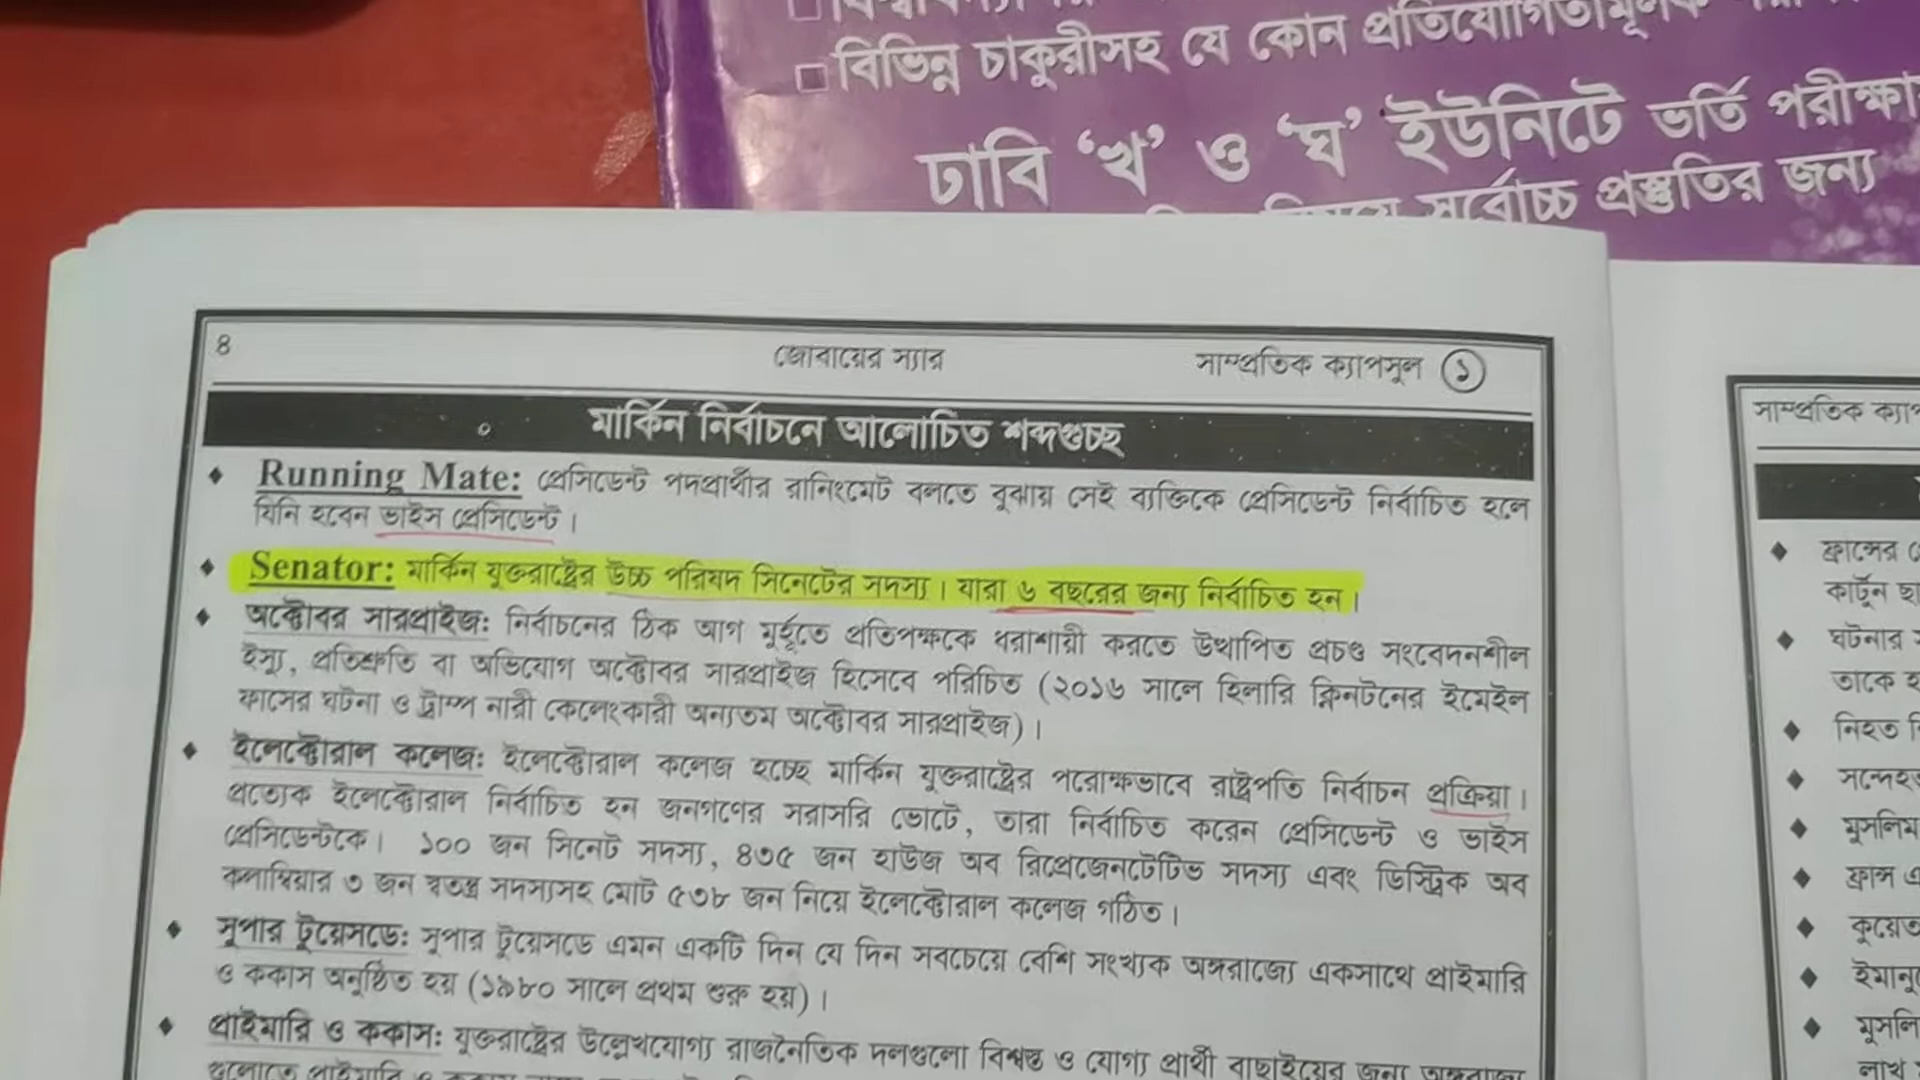 বিভিন্ন চাকুরীসহ যে কোন প্রতিযোগিতামূলক
ঢাবি ‘খ’ ও ‘ঘ’ ইউনিটে ভর্তি পরীক্ষা
সর্বোচ্চ প্রস্তুতির জন্য
৪ জোবায়ের স্যার সাম্প্রতিক ক্যাপসুল ১
মার্কিন নির্বাচনে আলোচিত শব্দগুচ্ছ
Running Mate: প্রেসিডেন্ট পদপ্রার্থীর রানিংমেট বলতে বুঝায় সেই ব্যক্তিকে প্রেসিডেন্ট নির্বাচিত হলে
যিনি হবেন ভাইস প্রেসিডেন্ট।
Senator: মার্কিন যুক্তরাষ্ট্রের উচ্চ পরিষদ সিনেটের সদস্য। যারা ৬ বছরের জন্য নির্বাচিত হন।
অক্টোবর সারপ্রাইজ: নির্বাচনের ঠিক আগ মুর্হূতে প্রতিপক্ষকে ধরাশায়ী করতে উত্থাপিত প্রচণ্ড সংবেদনশীল
ইস্যু, প্রতিশ্রুতি বা অভিযোগ অক্টোবর সারপ্রাইজ হিসেবে পরিচিত (২০১৬ সালে হিলারি ক্লিনটনের ইমেইল
ফাসের ঘটনা ও ট্রাম্প নারী কেলেংকারী অন্যতম অক্টোবর সারপ্রাইজ)।
ইলেক্টোরাল কলেজ: ইলেক্টোরাল কলেজ হচ্ছে মার্কিন যুক্তরাষ্ট্রের পরোক্ষভাবে রাষ্ট্রপতি নির্বাচন প্রক্রিয়া।
প্রত্যেক ইলেক্টোরাল নির্বাচিত হন জনগণের সরাসরি ভোটে, তারা নির্বাচিত করেন প্রেসিডেন্ট ও ভাইস
প্রেসিডেন্টকে। ১০০ জন সিনেট সদস্য, ৪৩৫ জন হাউজ অব রিপ্রেজেনটেটিভ সদস্য এবং ডিস্ট্রিক অব
কলাম্বিয়ার ৩ জন স্বতন্ত্র সদস্যসহ মোট ৫৩৮ জন নিয়ে ইলেক্টোরাল কলেজ গঠিত।
সুপার টুয়েসডে: সুপার টুয়েসডে এমন একটি দিন যে দিন সবচেয়ে বেশি সংখ্যক অঙ্গরাজ্যে একসাথে প্রাইমারি
ও ককাস অনুষ্ঠিত হয় (১৯৮০ সালে প্রথম শুরু হয়)।
প্রাইমারি ও ককাস: যুক্তরাষ্ট্রের উল্লেখযোগ্য রাজনৈতিক দলগুলো বিশ্বস্ত ও যোগ্য প্রার্থী বাছাইয়ের জন্য
সাম্প্রতিক
ফ্রান্সের
কার্টুন
ঘটনার
তাকে
নিহত
মুসলিম
ফ্রান্স